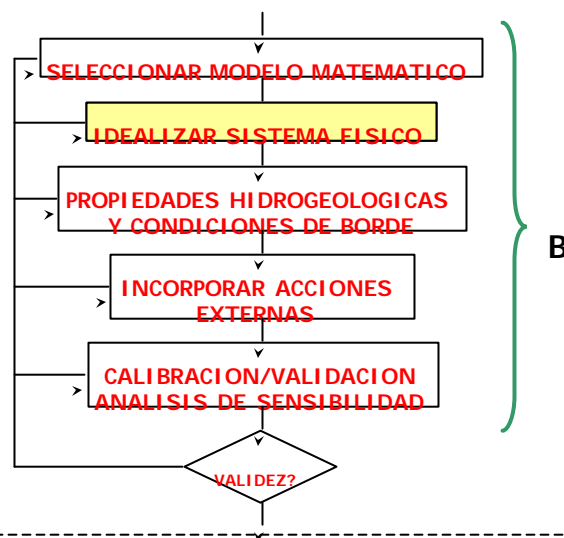 SELECCIONAR MODELO MATEMATICO
IDEALIZAR SISTEMA FISICO
PROPIEDADES HIDROGEOLOGICAS
Y CONDICIONES DE BORDE
B
INCORPORAR ACCIONES
EXTERNAS
CALIBRACION/VALIDACION
ANALISIS DE SENSIBILIDAD
VALIDEZ?